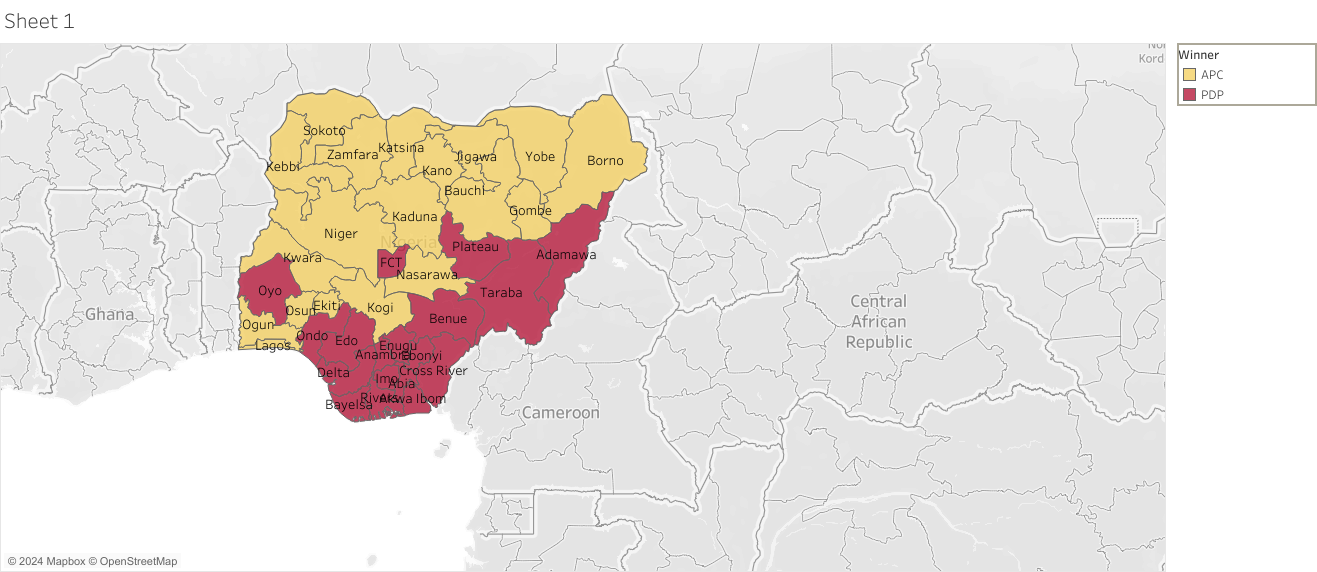 Sheet 1
Winner
APC
PDP
Kord
Sokoto
Zamfara
Katsina
Kebbi
Kano
Jigawa
Yobe
Borno
Bauchi
Gombe
Kaduna
Niger
Nigeria
Plateau
Adamawa
Kwara
FCT
Nasarawa
Oyo
Taraba
Osun
Ekiti
Kogi
Benue
Ogun
Ondo
Edo
Lagos
Enugu
Anambra
Ebonyi
Delta
Imo
Cross River
Abia
Rivers
Akwa Ibom
Bayelsa
Ghana
Central
African
Republic
Cameroon
© 2024 Mapbox © OpenStreetMap